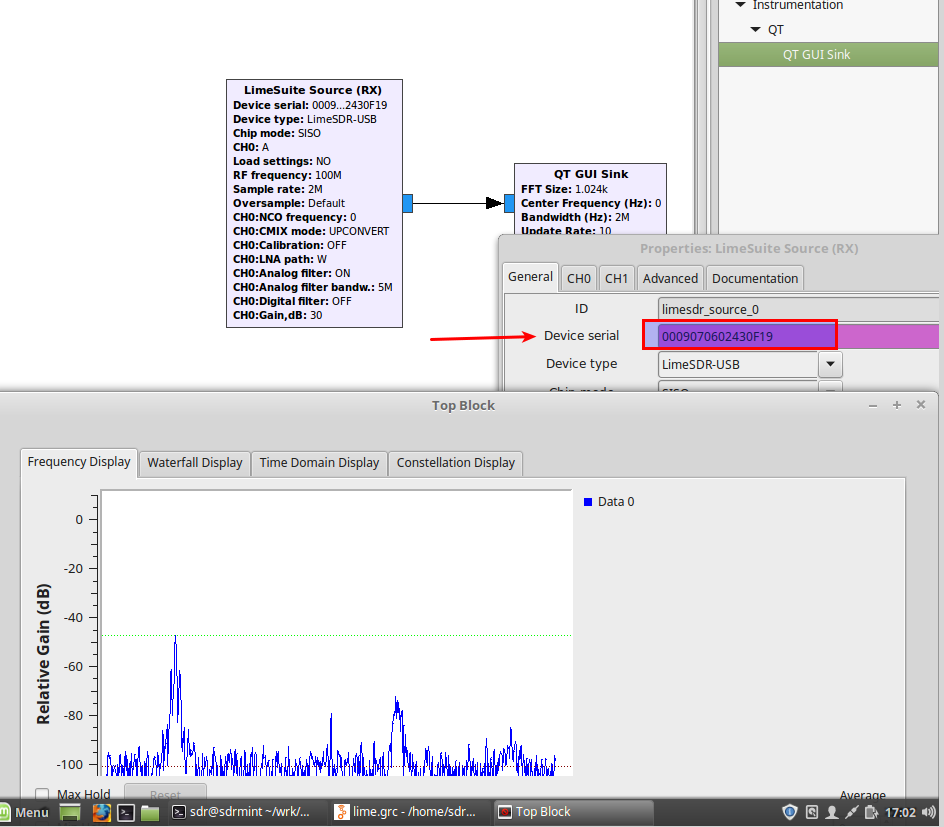 Instrumentation
QT
QT GUI Sink
LimeSuite Source (RX)
Device serial: 0009...2430F19
Device type: LimeSDR-USB
Chip mode: SISO
CH0: A
Load settings: NO
RF frequency: 100M
Sample rate: 2M
Oversample: Default
CH0:NCO frequency: 0
CH0:CMIX mode: UPCONVERT
CH0:Calibration: OFF
CH0:LNA path: W
CH0:Analog filter: ON
CH0:Analog filter bandw.: 5M
CH0:Digital filter: OFF
CH0:Gain,dB: 30
QT GUI Sink
FFT Size: 1.024k
Center Frequency (Hz): 0
Bandwidth (Hz): 2M
Update Rate: 10
Properties: LimeSuite Source (RX)
General CH0 CH1 Advanced Documentation
ID limesdr_source_0
Device serial 0009070602430F19
Device type LimeSDR-USB
Chip mode SISO
Top Block
Frequency Display Waterfall Display Time Domain Display Constellation Display
Relative Gain (dB)
0
-20
-40
-60
-80
-100
Data 0
Max Hold Reset Average
Menu sdr@sdrmint ~/wrk/... lime.grc - /home/sdr... Top Block 17:02